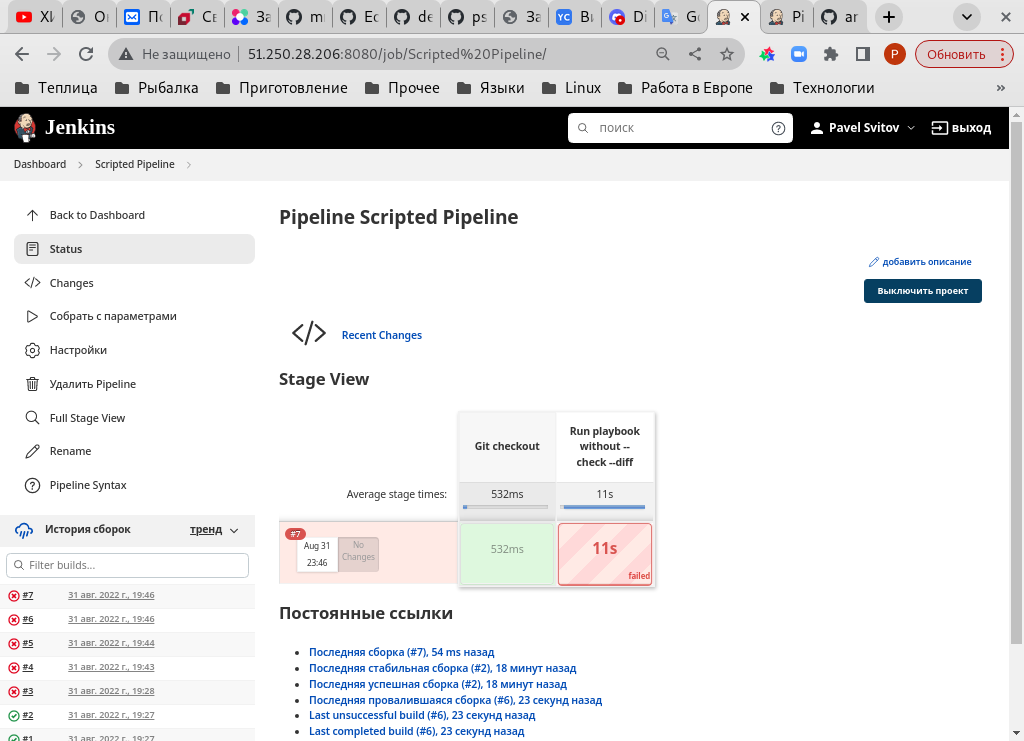 ХИ
Оп
По
Св
За
mi
Ес
de
ps
За
Ви
Di
Go
Pi
ar
Не защищено
51.250.28.206:8080/job/Scripted%20Pipeline/
P
Обновить
Теплица
Рыбалка
Приготовление
Прочее
Языки
Linux
Работа в Европе
Технологии
»
Jenkins
поиск
Pavel Svitov
выход
Dashboard
Scripted Pipeline
Back to Dashboard
Status
Changes
Собрать с параметрами
Настройки
Удалить Pipeline
Full Stage View
Rename
Pipeline Syntax
История сборок
тренд
Filter builds...
#7 31 авг. 2022 г., 19:46
#6 31 авг. 2022 г., 19:46
#5 31 авг. 2022 г., 19:44
#4 31 авг. 2022 г., 19:43
#3 31 авг. 2022 г., 19:28
#2 31 авг. 2022 г., 19:27
#1 31 авг. 2022 г., 19:27
Pipeline Scripted Pipeline
добавить описание
Выключить проект
Recent Changes
Stage View
Git checkout
Run playbook
without --
check --diff
Average stage times:
532ms
11s
#7
Aug 31
23:46
No
Changes
532ms
11s
failed
Постоянные ссылки
Последняя сборка (#7), 54 ms назад
Последняя стабильная сборка (#2), 18 минут назад
Последняя успешная сборка (#2), 18 минут назад
Последняя провалившаяся сборка (#6), 23 секунд назад
Last unsuccessful build (#6), 23 секунд назад
Last completed build (#6), 23 секунд назад